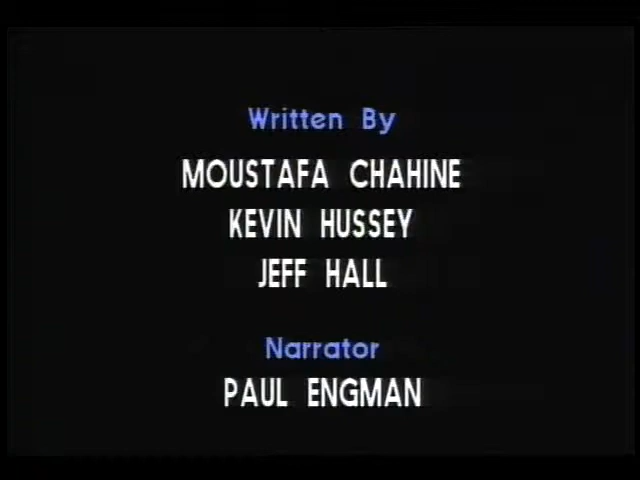 Written By
MOUSTAFA CHAHINE
KEVIN HUSSEY
JEFF HALL
Narrator
PAUL ENGMAN